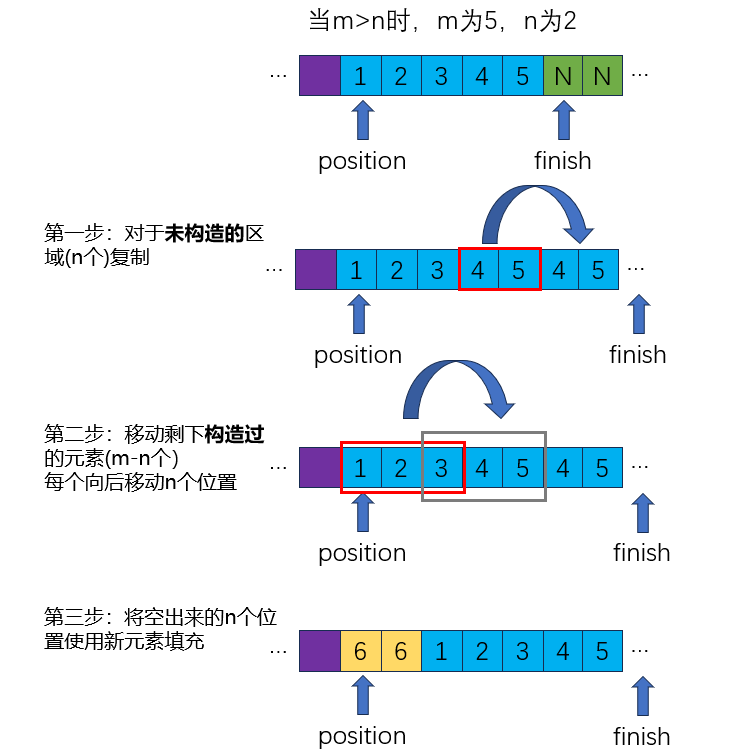 当m>n时，m为5，n为2
… 1 2 3 4 5 N N …
position finish
第一步：对于未构造的区
域(n个)复制
… 1 2 3 4 5 4 5 …
position finish
第二步：移动剩下构造过
的元素(m-n个)
每个向后移动n个位置
… 1 2 3 4 5 4 5 …
position finish
第三步：将空出来的n个位
置使用新元素填充
… 6 6 1 2 3 4 5 …
position finish